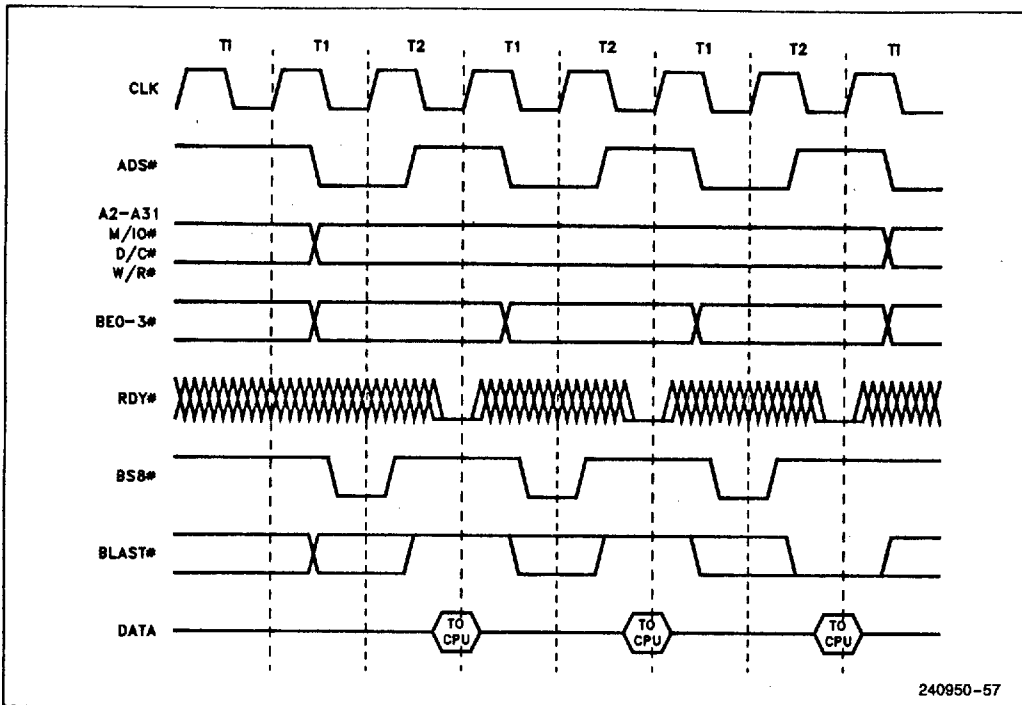 Ti T1 T2 T1 T2 T1 T2 Ti
CLK
ADS#
A2-A31
M/IO#
D/C#
W/R#
BE0-3#
RDY#
BS8#
BLAST#
DATA
TO CPU
TO CPU
TO CPU
240950-57